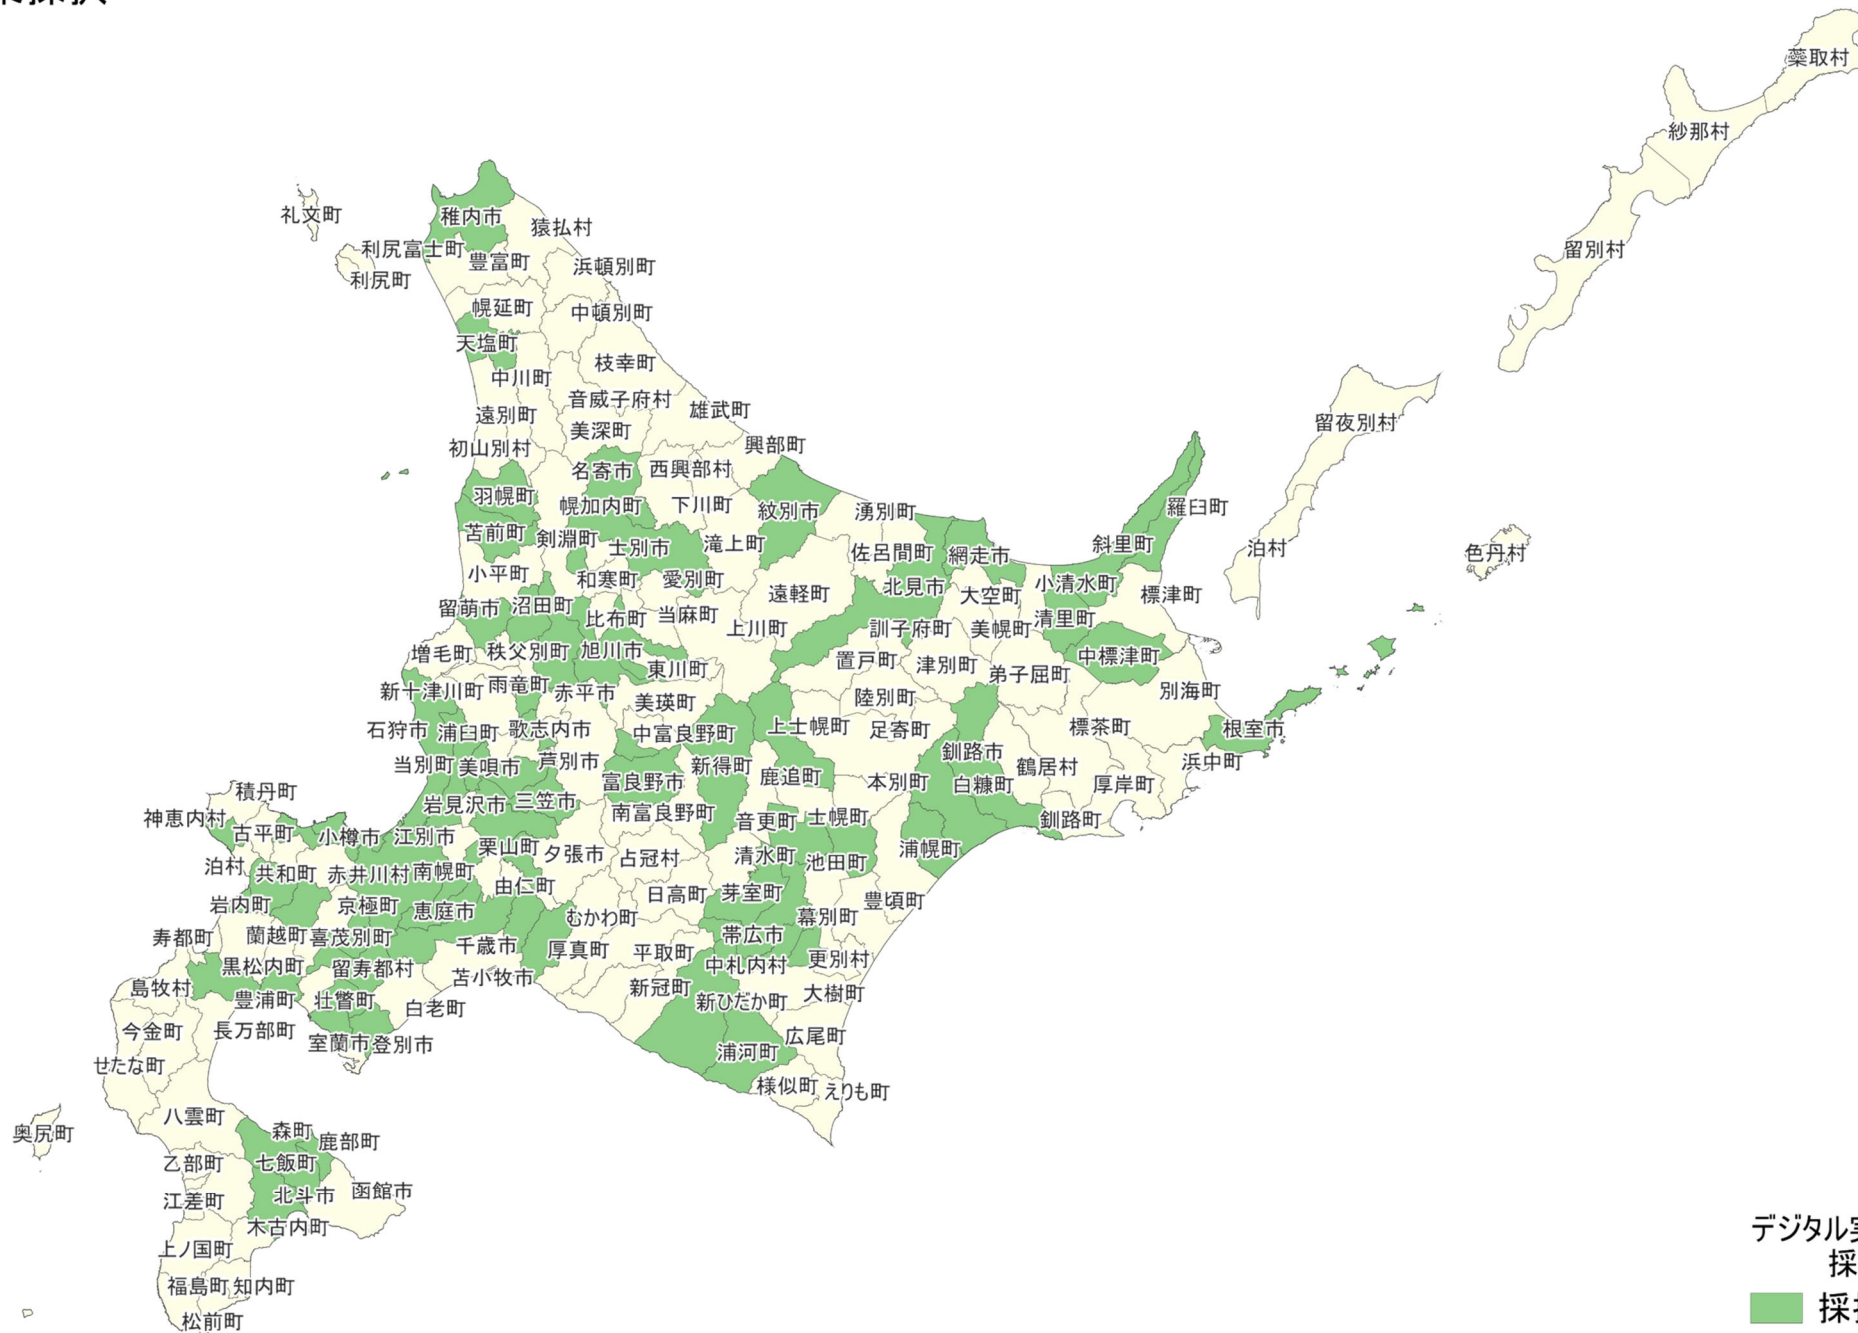 蘂取村
紗那村
礼文町
稚内市
猿払村
利尻富士町
豊富町
浜頓別町
留別村
利尻町
幌延町
中頓別町
天塩町
枝幸町
中川町
音威子府村
雄武町
遠別町
留夜別村
美深町
初山別村
興部町
名寄市
西興部村
羽幌町
幌加内町
下川町
紋別市
湧別町
羅臼町
苫前町
剣淵町
士別市
滝上町
佐呂間町
網走市
斜里町
泊村
色丹村
小平町
和寒町
愛別町
遠軽町
北見市
大空町
小清水町
標津町
留萌市
沼田町
比布町
当麻町
上川町
訓子府町
美幌町
清里町
増毛町
秩父別町
旭川市
東川町
置戸町
津別町
弟子屈町
中標津町
新十津川町
雨竜町
赤平市
美瑛町
陸別町
別海町
石狩市
浦臼町
歌志内市
中富良野町
上士幌町
足寄町
標茶町
根室市
当別町
美唄市
芦別市
富良野市
新得町
鹿追町
本別町
釧路市
白糠町
鶴居村
厚岸町
浜中町
積丹町
岩見沢市
三笠市
南富良野町
音更町
士幌町
釧路町
神恵内村
古平町
小樽市
江別市
栗山町
夕張市
占冠村
清水町
池田町
浦幌町
泊村
共和町
赤井川村
南幌町
由仁町
日高町
芽室町
豊頃町
岩内町
京極町
恵庭市
むかわ町
幕別町
寿都町
蘭越町
喜茂別町
千歳市
厚真町
平取町
帯広市
更別村
黒松内町
留寿都村
苫小牧市
中札内村
島牧村
豊浦町
壮瞥町
白老町
新冠町
新ひだか町
大樹町
今金町
長万部町
室蘭市
登別市
広尾町
せたな町
浦河町
様似町
えりも町
八雲町
奥尻町
森町
鹿部町
乙部町
七飯町
江差町
北斗市
函館市
木古内町
上ノ国町
福島町
知内町
松前町
デジタル
採
採